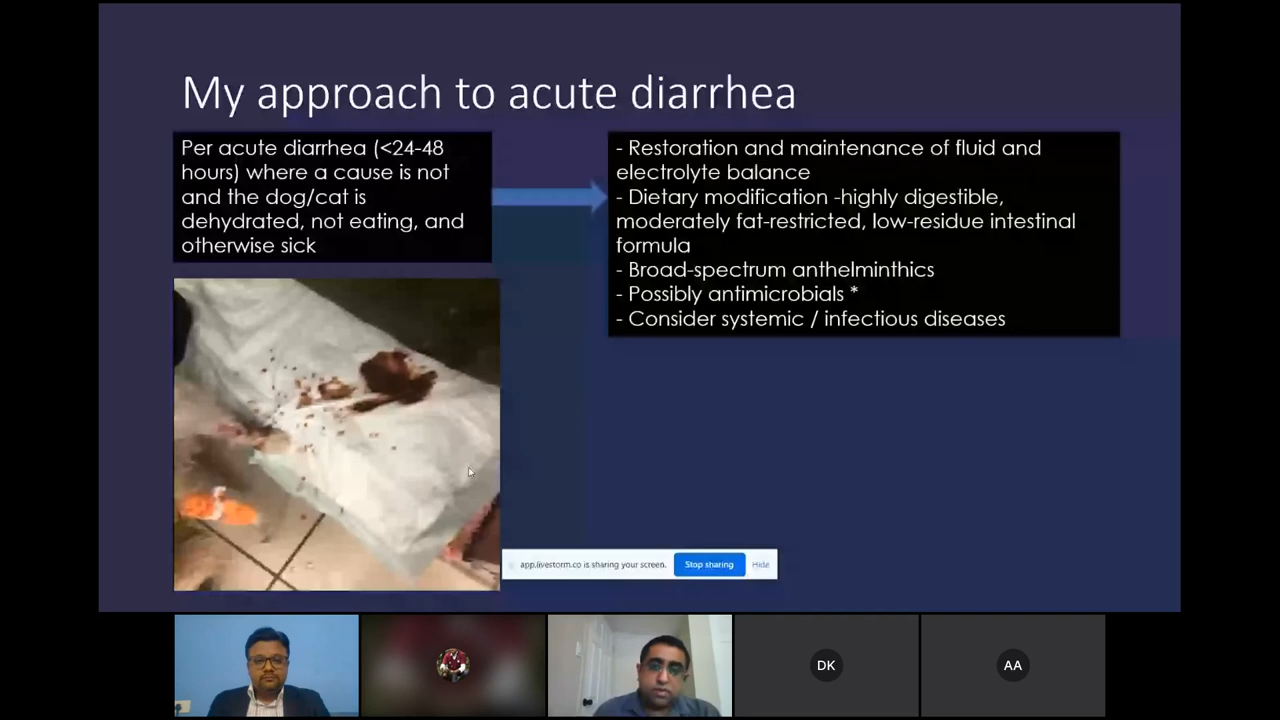 My approach to acute diarrhea
Per acute diarrhea (<24-48
hours) where a cause is not
and the dog/cat is
dehydrated, not eating, and
otherwise sick
- Restoration and maintenance of fluid and
electrolyte balance
- Dietary modification -highly digestible,
moderately fat-restricted, low-residue intestinal
formula
- Broad-spectrum anthelminthics
- Possibly antimicrobials *
- Consider systemic / infectious diseases
app.livestorm.co is sharing your screen. Stop sharing Hide
DK AA